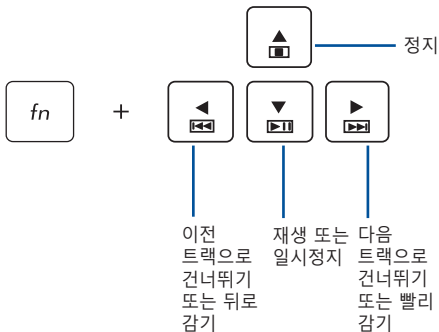 정지
fn
+
이전
트랙으로
건너뛰기
또는 뒤로
감기
재생 또는
일시정지
다음
트랙으로
건너뛰기
또는 빨리
감기